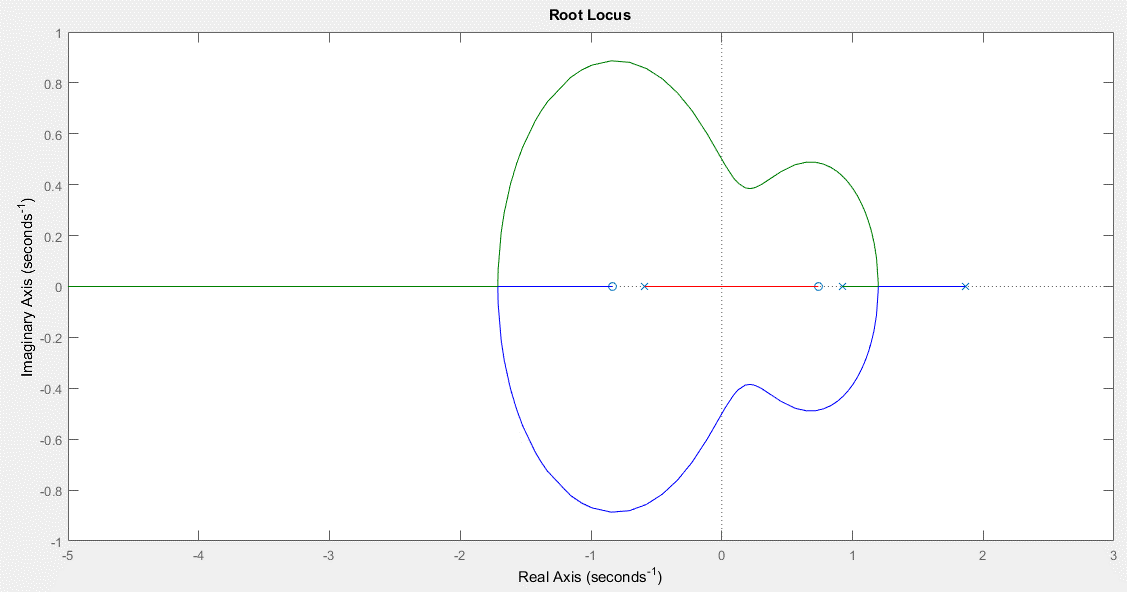 Root Locus
1
0.8
0.6
0.4
0.2
0
-0.2
-0.4
-0.6
-0.8
-1
Imaginary Axis (seconds⁻¹)
-5 -4 -3 -2 -1 0 1 2 3
Real Axis (seconds⁻¹)